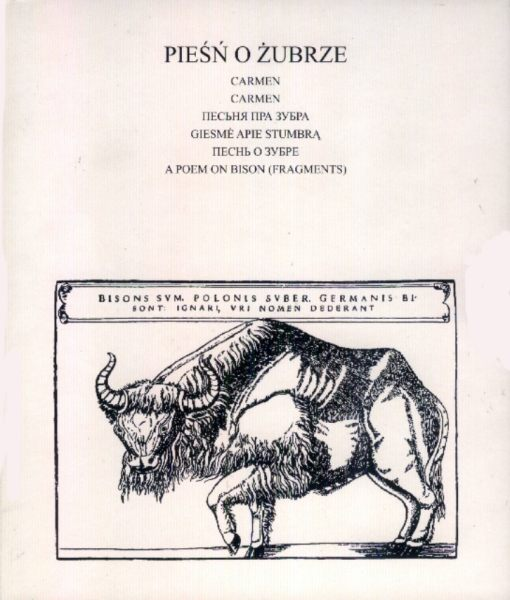 PIEŚŃ O ŻUBRZE
CARMEN
CARMEN
ПЕСЬНЯ ПРА ЗУБРА
GIESMĖ APIE STUMBRĄ
ПЕСНЬ О ЗУБРЕ
A POEM ON BISON (FRAGMENTS)
BISONS SVM, POLONIS SVBER, GERMANIS BI-
SONT: IGNARI, VRI NOMEN DEDERANT